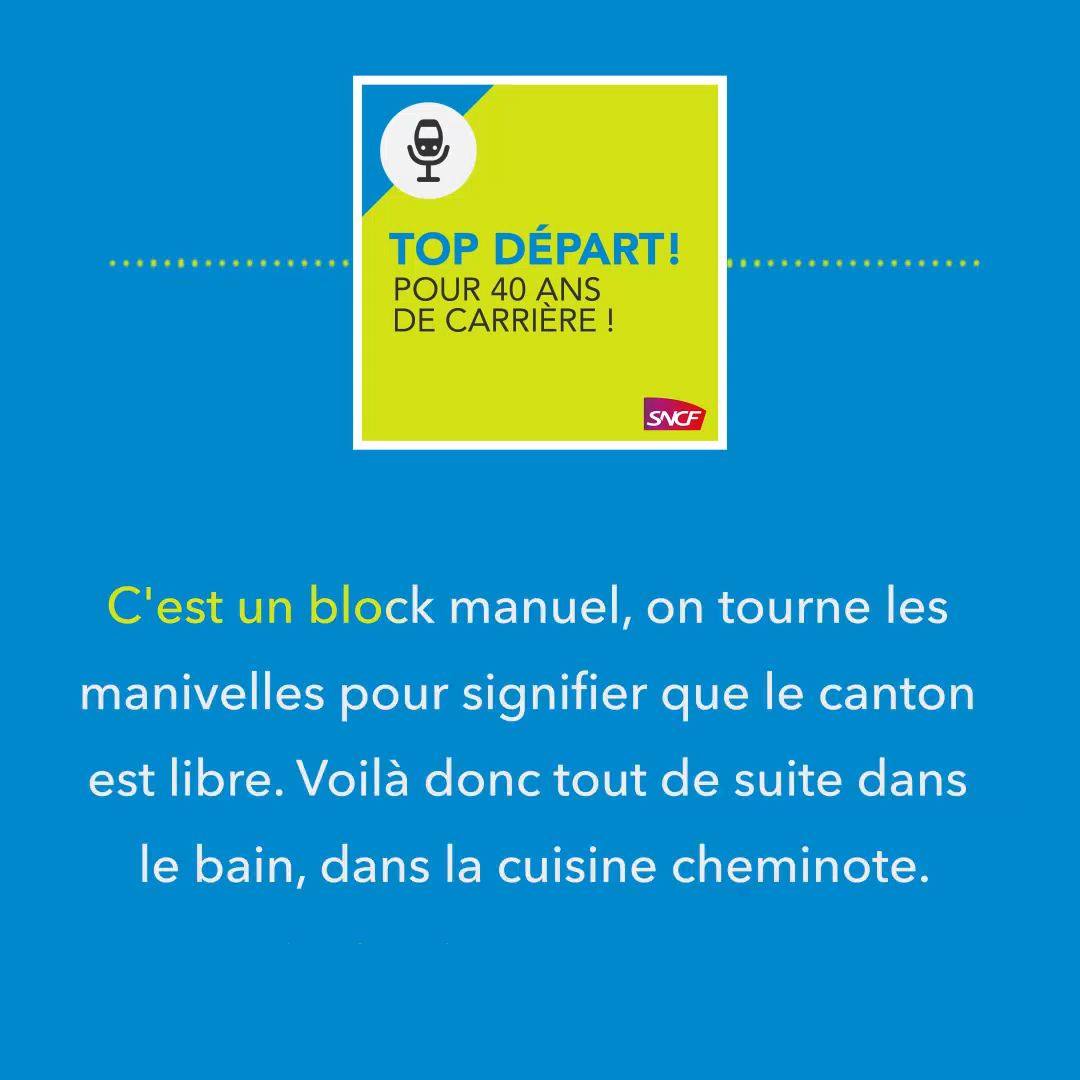 TOP DÉPART!
POUR 40 ANS
DE CARRIÈRE !
SNCF
C'est un block manuel, on tourne les
manivelles pour signifier que le canton
est libre. Voilà donc tout de suite dans
le bain, dans la cuisine cheminote.